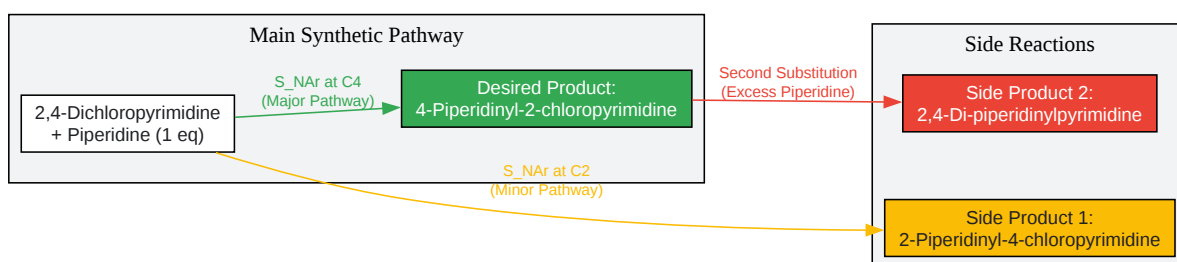 Main Synthetic Pathway
Side Reactions
2,4-Dichloropyrimidine
+ Piperidine (1 eq)
S_NAr at C4
(Major Pathway)
Desired Product:
4-Piperidinyl-2-chloropyrimidine
Second Substitution
(Excess Piperidine)
Side Product 2:
2,4-Di-piperidinylpyrimidine
S_NAr at C2
(Minor Pathway)
Side Product 1:
2-Piperidinyl-4-chloropyrimidine